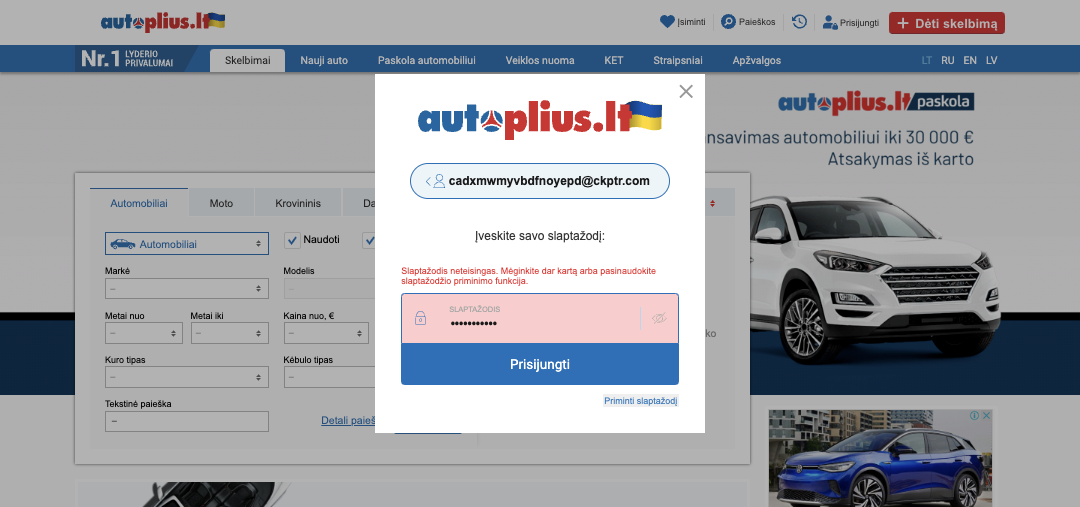 autoplius.lt
Įsiminti
Paieškos
Prisijungti
+ Dėti skelbimą
Nr.1 LYDERIO
PRIVALUMAI
Skelbimai
Nauji auto
Paskola automobiliui
Veiklos nuoma
KET
Straipsniai
Apžvalgos
LT RU EN LV
autoplius.lt
cadxmwmyvbdfnoyepd@ckptr.com
Įveskite savo slaptažodį:
Slaptažodis neteisingas. Mėginkite dar kartą arba pasinaudokite
slaptažodžio priminimo funkcija.
SLAPTAŽODIS
•••••••••••
Prisijungti
Priminti slaptažodį
autoplius.lt paskola
nsavimas automobiliui iki 30 000 €
Atsakymas iš karto
Automobiliai
Moto
Krovininis
Da
Automobiliai
Naudoti
Markė
Modelis
–
–
Metai nuo
Metai iki
Kaina nuo, €
–
–
–
ko
Kuro tipas
Kėbulo tipas
–
–
Tekstinė paieška
–
Detali paieš